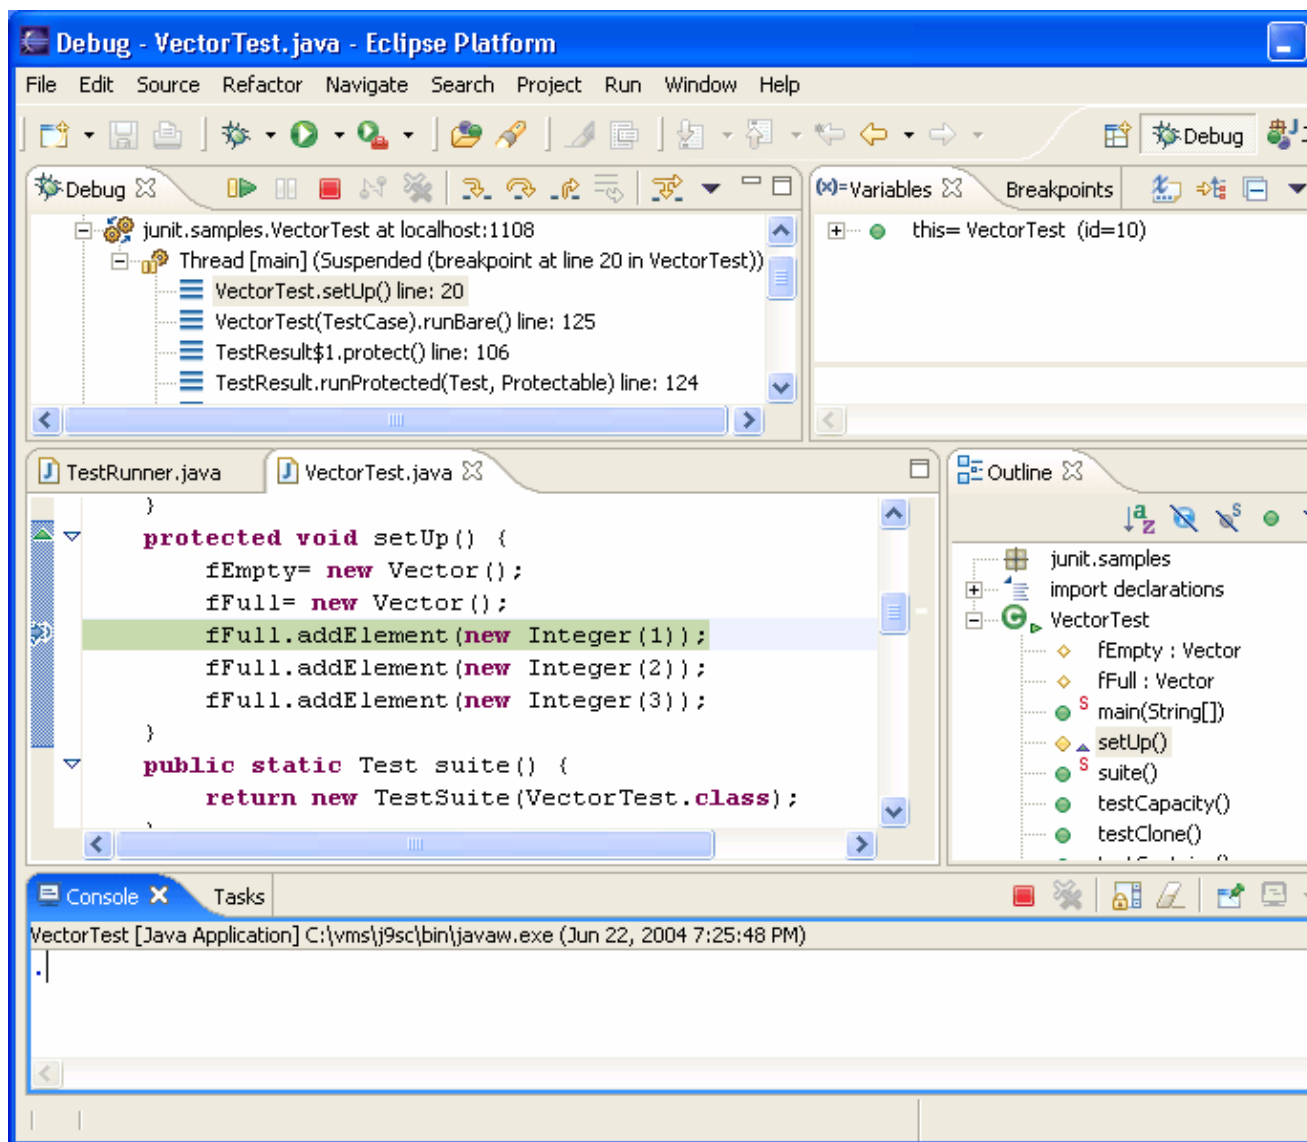 Debug - VectorTest.java - Eclipse Platform
File Edit Source Refactor Navigate Search Project Run Window Help
Debug
Debug
(x)=Variables Breakpoints
junit.samples.VectorTest at localhost:1108
Thread [main] (Suspended (breakpoint at line 20 in VectorTest))
VectorTest.setUp() line: 20
VectorTest(TestCase).runBare() line: 125
TestResult$1.protect() line: 106
TestResult.runProtected(Test, Protectable) line: 124
this= VectorTest (id=10)
TestRunner.java VectorTest.java
}
protected void setUp() {
fEmpty= new Vector();
fFull= new Vector();
fFull.addElement(new Integer(1));
fFull.addElement(new Integer(2));
fFull.addElement(new Integer(3));
}
public static Test suite() {
return new TestSuite(VectorTest.class);
Outline
junit.samples
import declarations
VectorTest
fEmpty : Vector
fFull : Vector
main(String[])
setUp()
suite()
testCapacity()
testClone()
Console Tasks
VectorTest [Java Application] C:\vms\j9sc\bin\javaw.exe (Jun 22, 2004 7:25:48 PM)
.